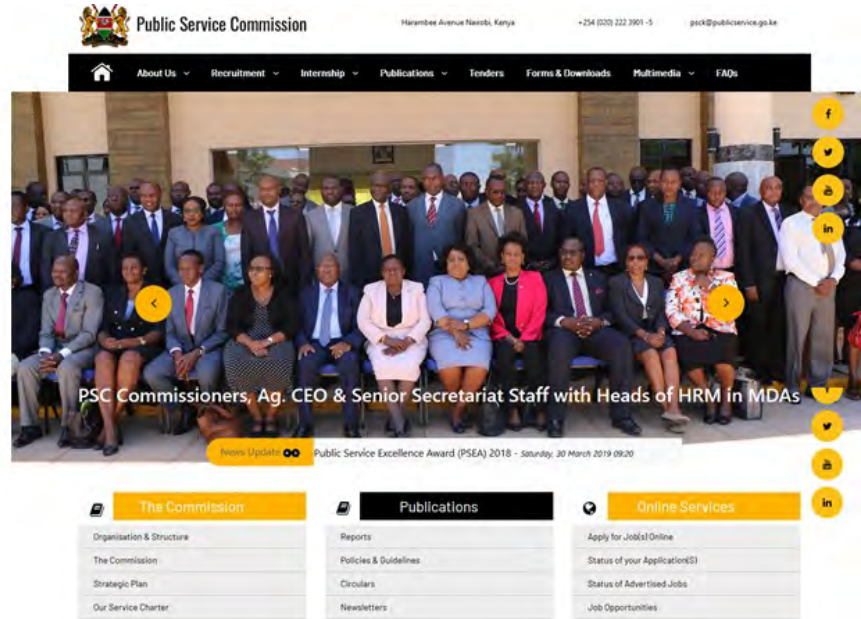 Public Service Commission
Harambee Avenue Nairobi, Kenya
+254 (020) 222 3901 -5
psck@publicservice.go.ke
About Us
Recruitment
Internship
Publications
Tenders
Forms & Downloads
Multimedia
FAQs
PSC Commissioners, Ag. CEO & Senior Secretariat Staff with Heads of HRM in MDAs
News Update
Public Service Excellence Award (PSEA) 2018 - Saturday, 30 March 2019 09:20
The Commission
Organisation & Structure
The Commission
Strategic Plan
Our Service Charter
Publications
Reports
Policies & Guidelines
Circulars
Newsletters
Online Services
Apply for Job(s) Online
Status of your Application(S)
Status of Advertised Jobs
Job Opportunities